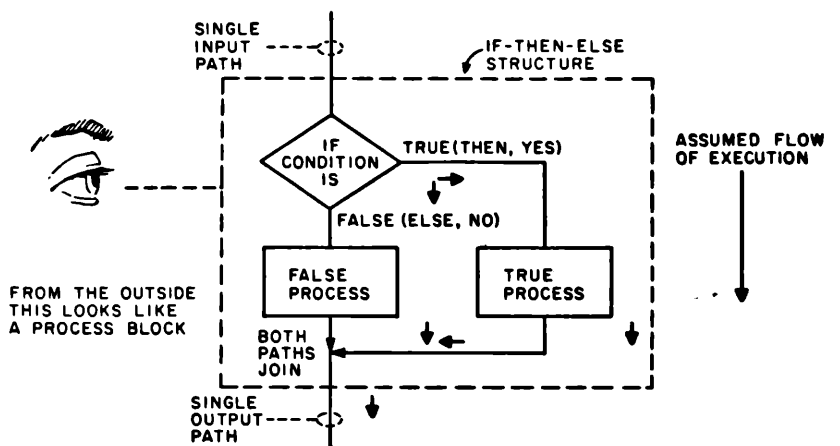 SINGLE
INPUT
PATH
IF-THEN-ELSE
STRUCTURE
IF
CONDITION
IS
TRUE (THEN, YES)
FALSE (ELSE, NO)
ASSUMED FLOW
OF EXECUTION
FALSE
PROCESS
TRUE
PROCESS
FROM THE OUTSIDE
THIS LOOKS LIKE
A PROCESS BLOCK
BOTH
PATHS
JOIN
SINGLE
OUTPUT
PATH